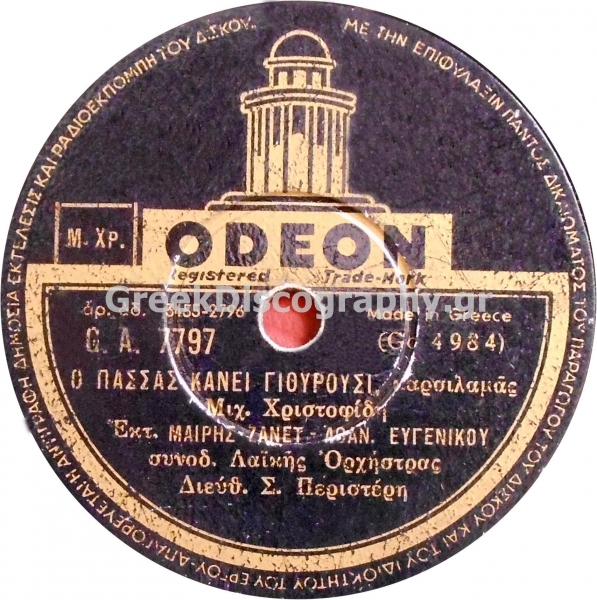 ΜΕ ΤΗΝ ΕΠΙΦΥΛΑΞΙΝ ΠΑΝΤΟΣ ΔΙΚΑΙΩΜΑΤΟΣ ΤΟΥ ΠΑΡΑΓΩΓΟΥ ΤΟΥ ΔΙΣΚΟΥ ΚΑΙ ΤΟΥ ΙΔΙΟΚΤΗΤΟΥ ΤΟΥ ΕΡΓΟΥ-ΑΠΑΓΟΡΕΥΕΤΑΙ Η ΑΝΤΙΓΡΑΦΗ ΔΗΜΟΣΙΑ ΕΚΤΕΛΕΣΙΣ ΚΑΙ ΡΑΔΙΟΕΚΠΟΜΠΗ ΤΟΥ ΔΙΣΚΟΥ
Μ. ΧΡ.
ODEON
Registered Trade-Mark
GreekDiscography.gr
Made in Greece
G. A. 7797 (Go 4984)
Ο ΠΑΣΣΑΣ ΚΑΝΕΙ ΓΙΟΥΡΟΥΣΙ, καρσιλαμᾶς
Μιχ. Χριστοφίδη
Ἐκτ. ΜΑΙΡΗΣ ΖΑΝΕΤ - ΑΘΑΝ. ΕΥΓΕΝΙΚΟΥ
συνοδ. Λαϊκῆς Ὀρχήστρας
Διεύθ. Σ. Περιστέρη